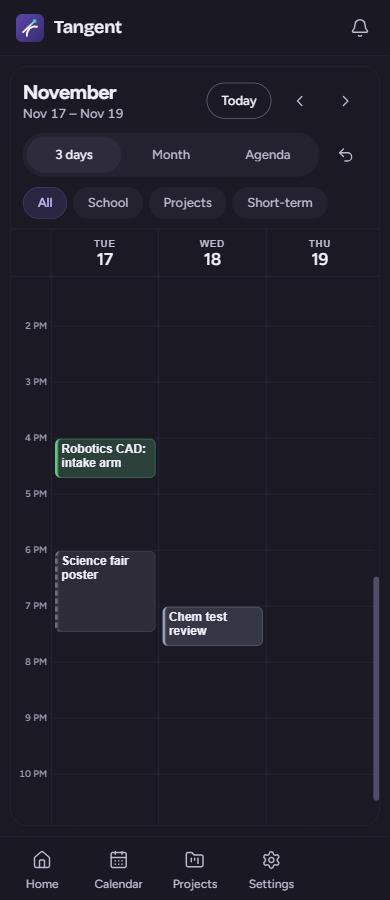 Tangent
November
Nov 17 – Nov 19
Today
3 days
Month
Agenda
All
School
Projects
Short-term
TUE
17
WED
18
THU
19
2 PM
3 PM
4 PM
Robotics CAD:
intake arm
5 PM
6 PM
Science fair
poster
7 PM
Chem test
review
8 PM
9 PM
10 PM
Home
Calendar
Projects
Settings